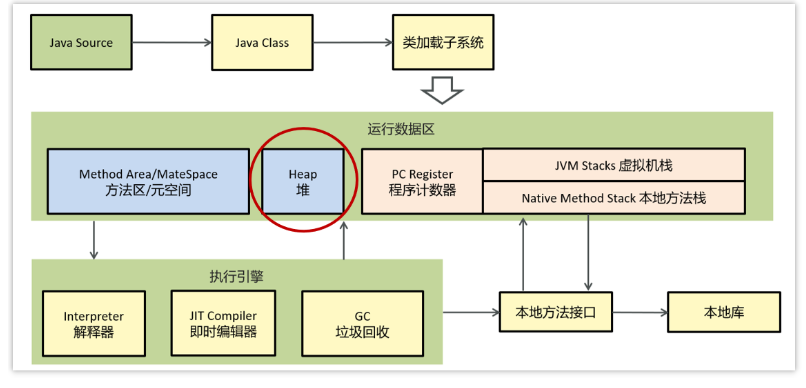 Java Source
Java Class
类加载子系统
运行数据区
Method Area/MateSpace
方法区/元空间
Heap
堆
PC Register
程序计数器
JVM Stacks 虚拟机栈
Native Method Stack 本地方法栈
执行引擎
Interpreter
解释器
JIT Compiler
即时编辑器
GC
垃圾回收
本地方法接口
本地库